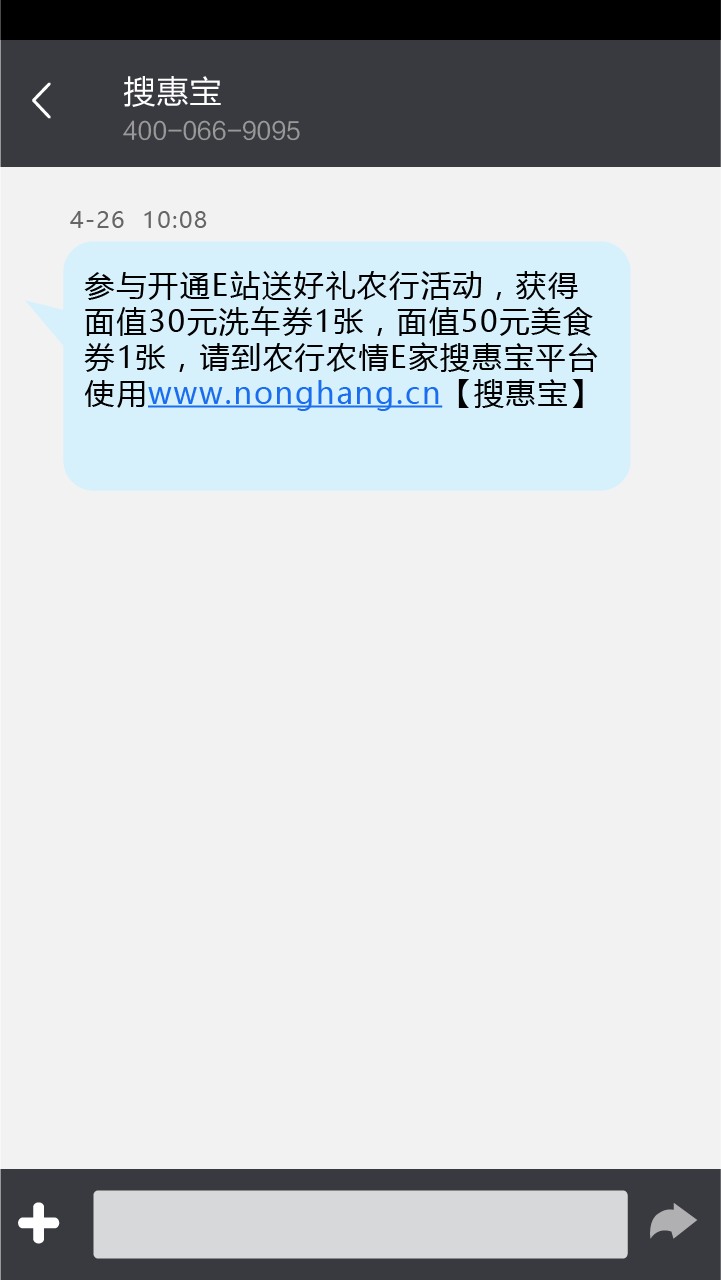 搜惠宝
400-066-9095
4-26 10:08
参与开通E站送好礼农行活动，获得
面值30元洗车券1张，面值50元美食
券1张，请到农行农情E家搜惠宝平台
使用www.nonghang.cn【搜惠宝】